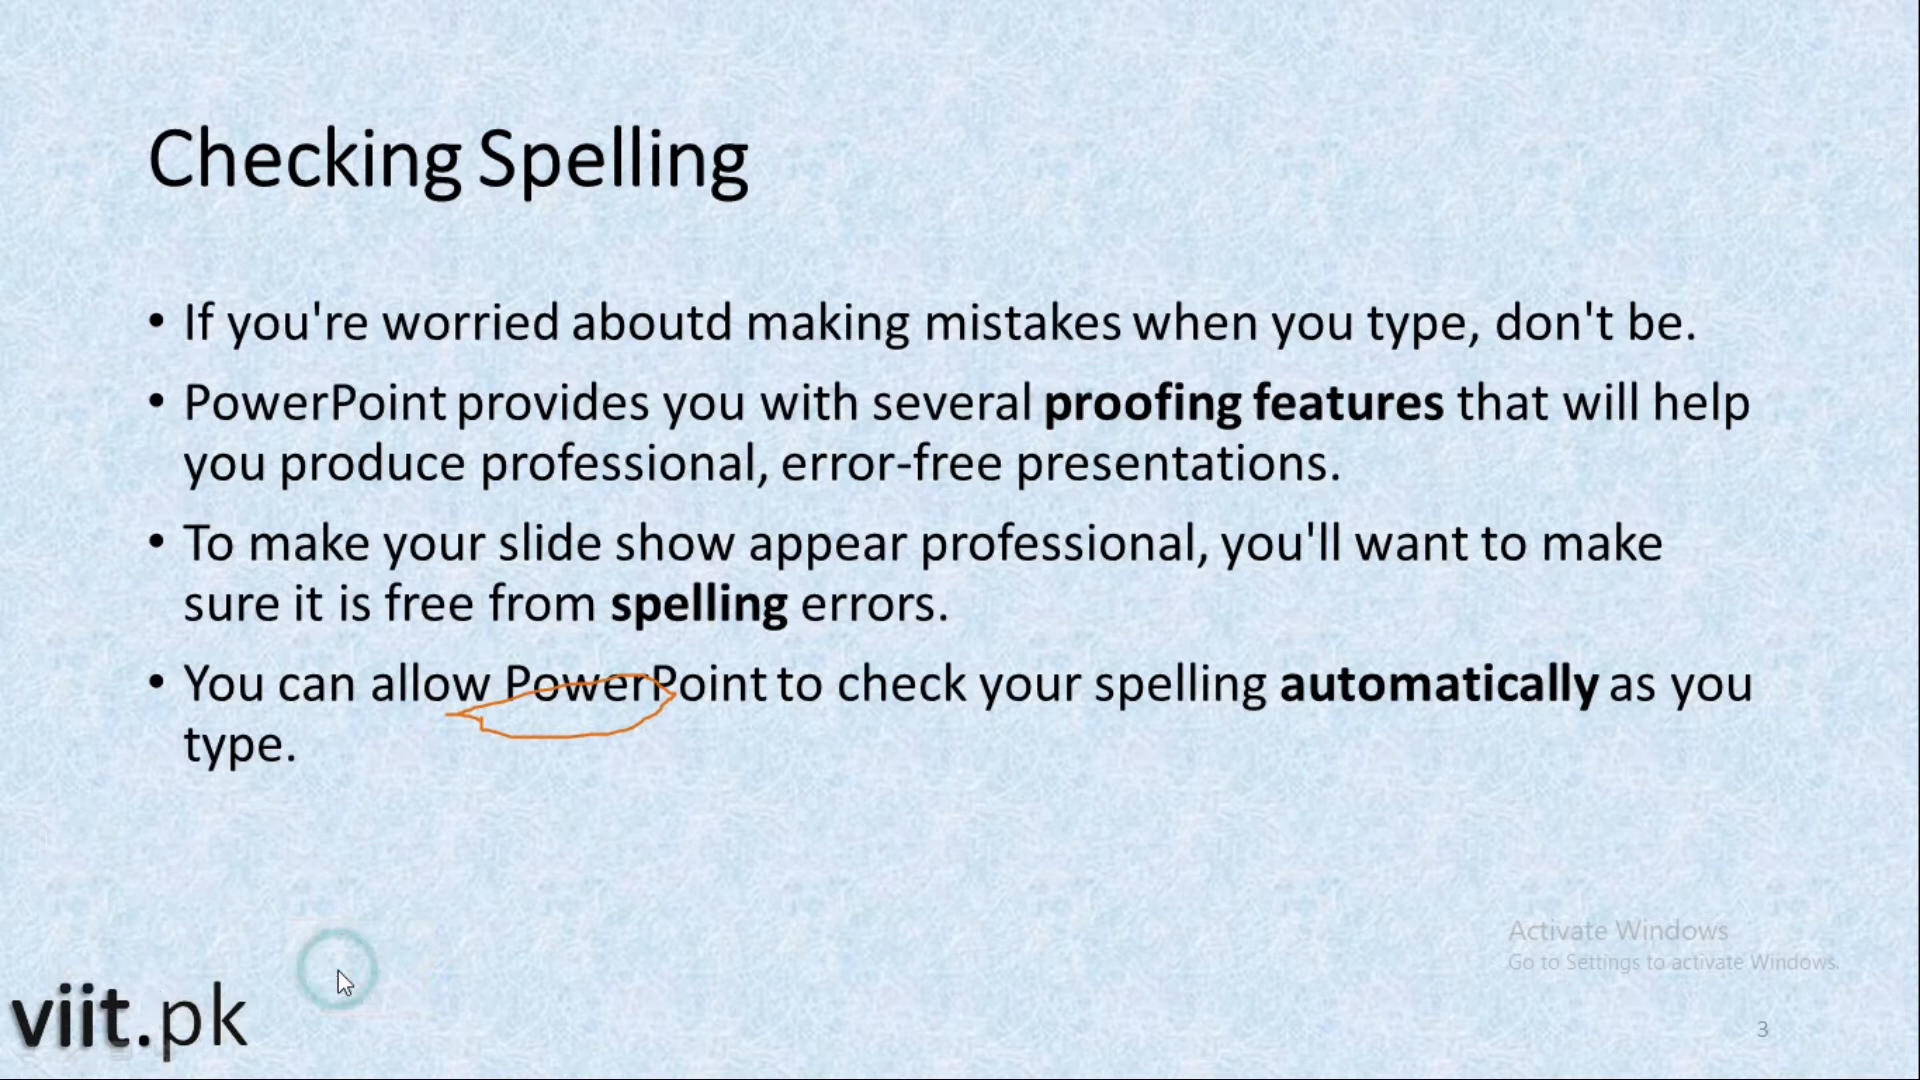 Checking Spelling
• If you're worried aboutd making mistakes when you type, don't be.
• PowerPoint provides you with several proofing features that will help
you produce professional, error-free presentations.
• To make your slide show appear professional, you'll want to make
sure it is free from spelling errors.
• You can allow PowerPoint to check your spelling automatically as you
type.
Activate Windows
Go to Settings to activate Windows.
viit.pk
3